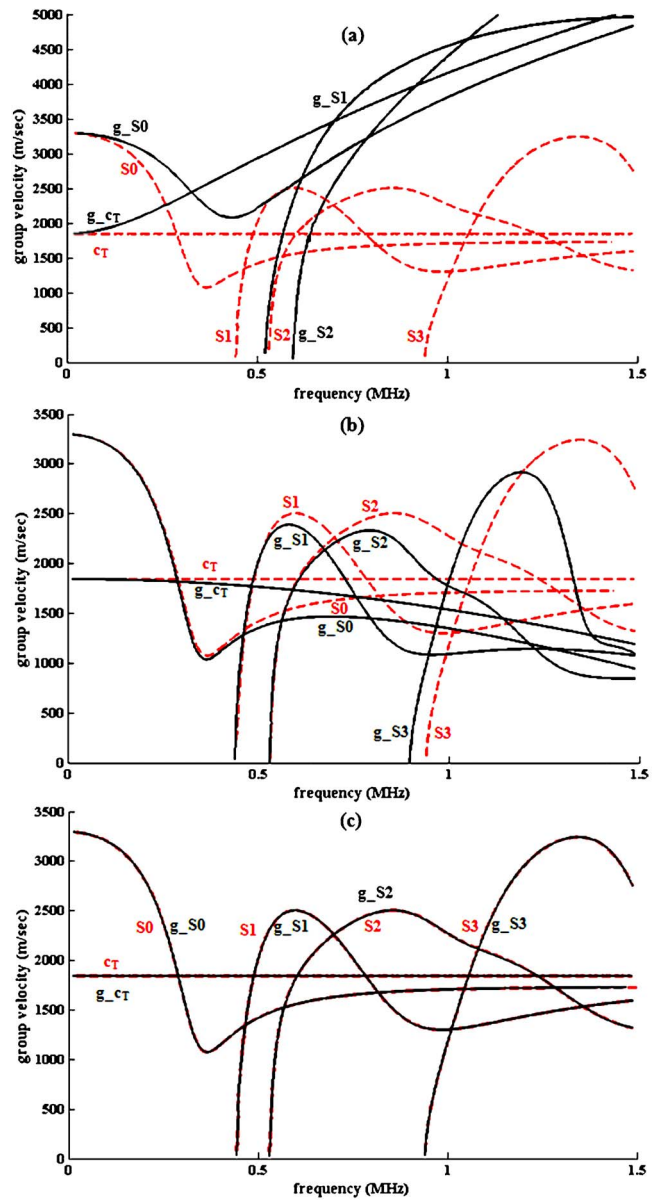 (a)
5000
4500
4000
3500
3000
2500
2000
1500
1000
500
0
group velocity (m/sec)
g_S0
S0
g_S1
g_cT
cT
S1
S2
g_S2
S3
0
0.5
1
1.5
frequency (MHz)
(b)
3500
3000
2500
2000
1500
1000
500
0
group velocity (m/sec)
S1
S2
g_S1
g_S2
cT
g_cT
S0
g_S0
g_S3
S3
0
0.5
1
1.5
frequency (MHz)
(c)
3500
3000
2500
2000
1500
1000
500
0
group velocity (m/sec)
g_S2
S0
g_S0
S1
g_S1
S2
S3
g_S3
cT
g_cT
0
0.5
1
1.5
frequency (MHz)